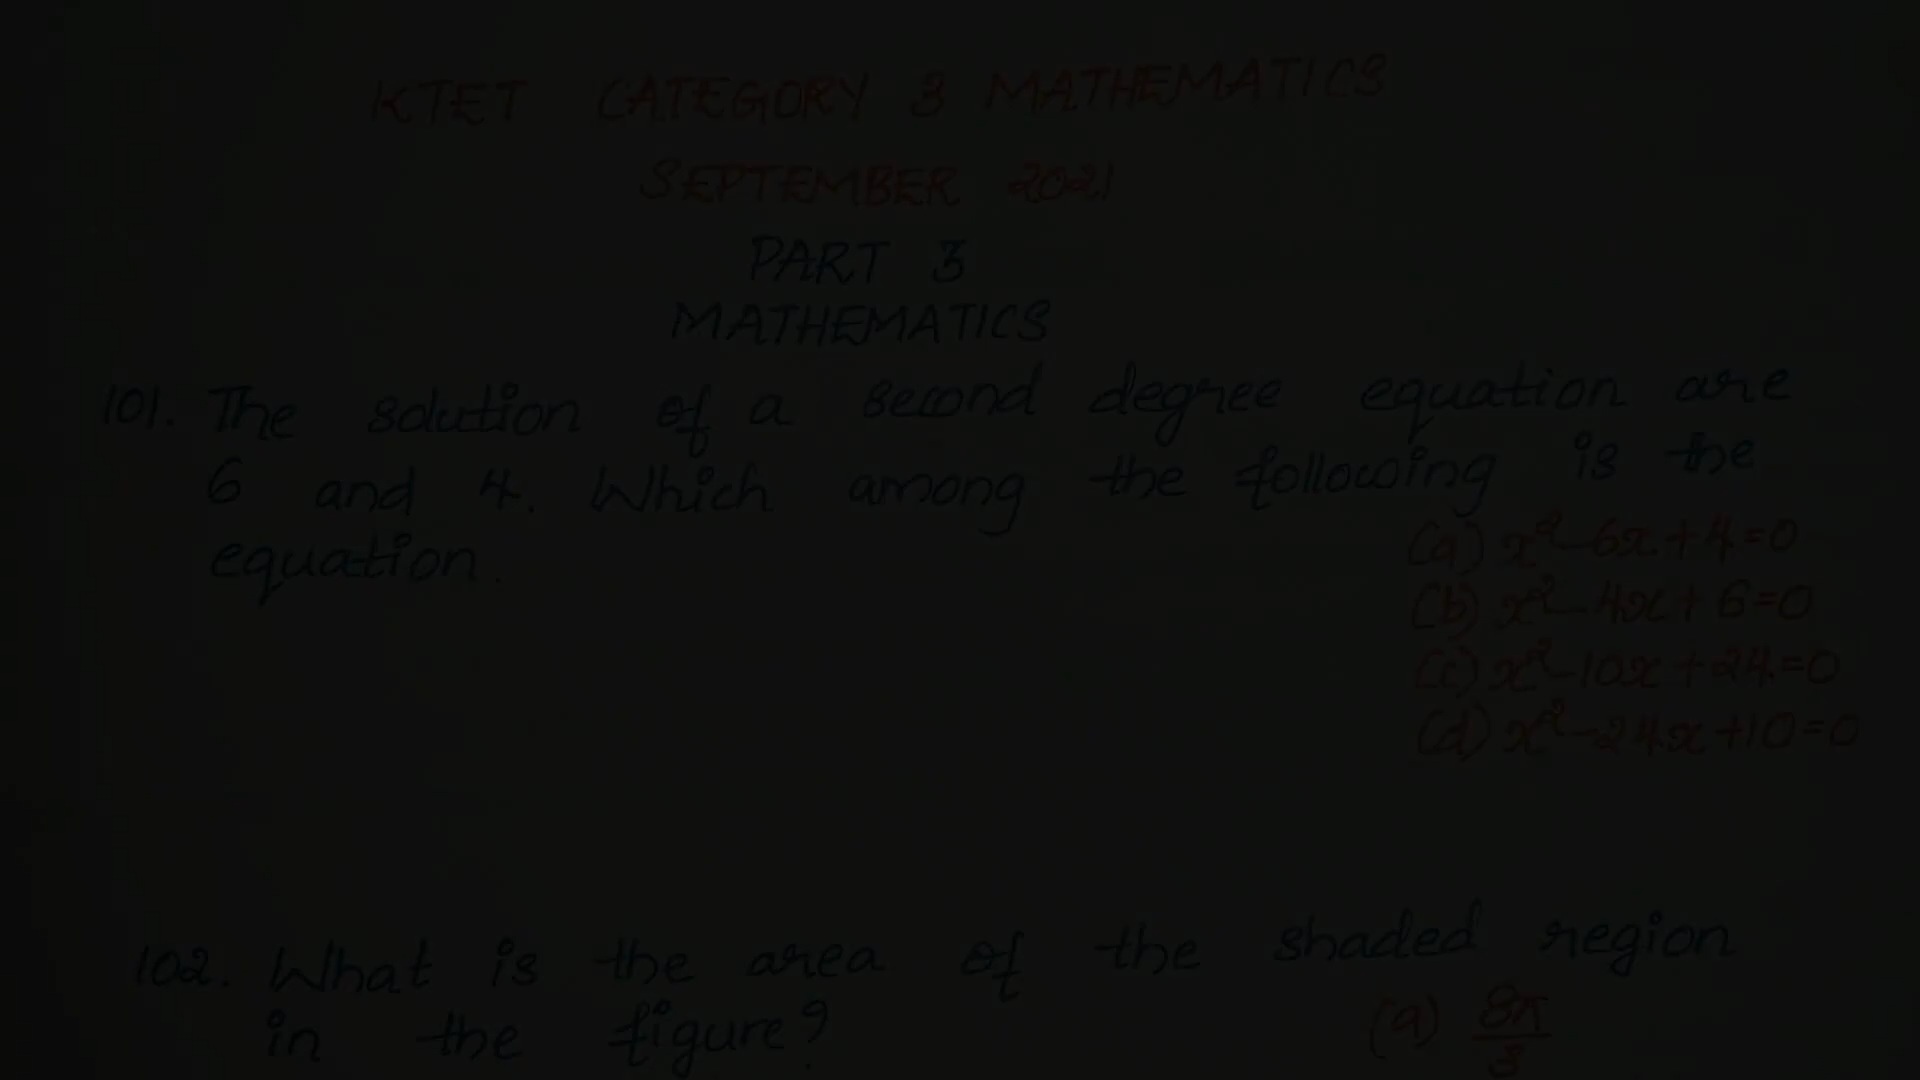 KTET CATEGORY 3 MATHEMATICS
SEPTEMBER 2021
PART 3
MATHEMATICS
101. The solution of a second degree equation are
6 and 4. Which among the following is the
equation.
(a) x²-6x+4=0
(b) x²-4x+6=0
(c) x²-10x+24=0
(d) x²-24x+10=0
102. What is the area of the shaded region
in the figure?
(a) 8π/3